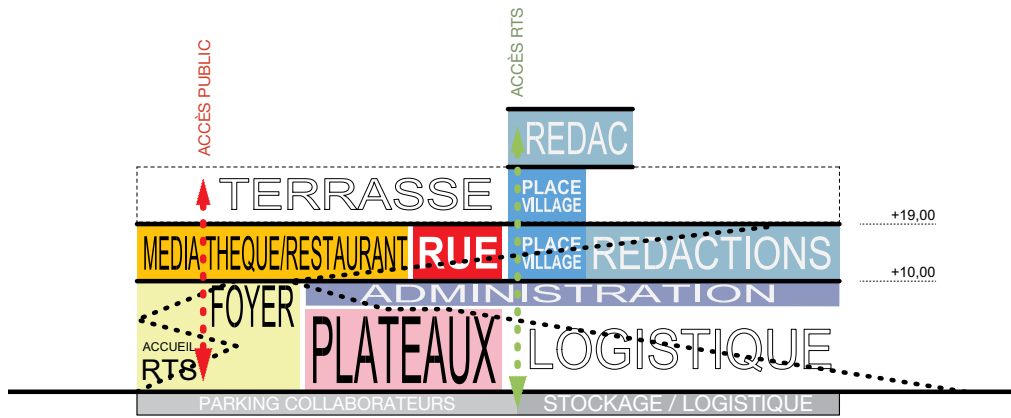 ACCÈS PUBLIC
ACCÈS RTS
REDAC
TERRASSE
PLACE
VILLAGE
+19,00
MEDIATHEQUE/RESTAURANT
RUE
PLACE
VILLAGE
REDACTIONS
+10,00
ADMINISTRATION
FOYER
PLATEAUX
LOGISTIQUE
ACCUEIL
RTS
PARKING COLLABORATEURS
STOCKAGE / LOGISTIQUE